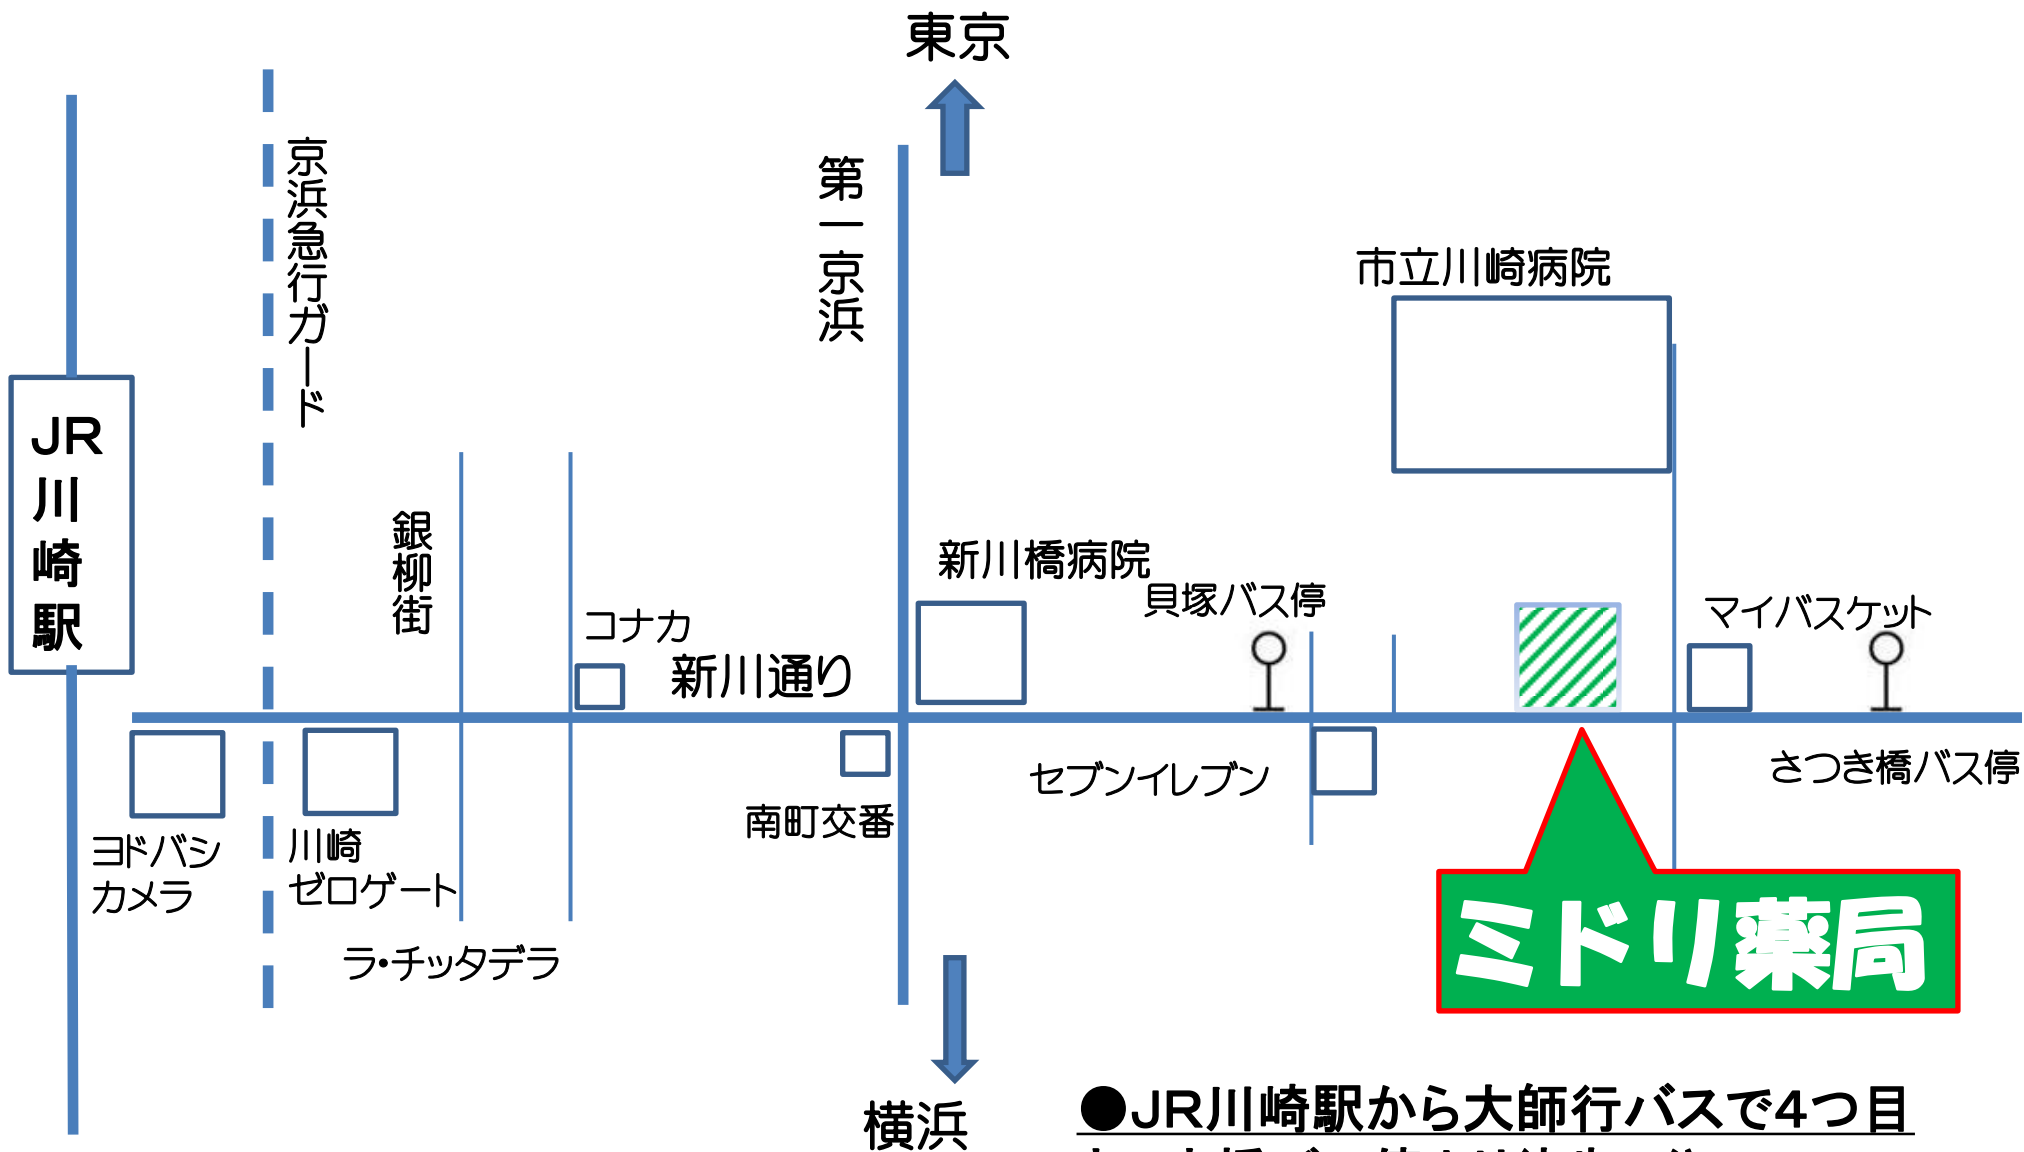 東京
京浜急行ガード
第一京浜
市立川崎病院
JR
川
崎
駅
銀柳街
新川橋病院
貝塚バス停
コナカ
マイバスケット
新川通り
さつき橋バス停
セブンイレブン
南町交番
ヨドバシ
カメラ
川崎
ゼロゲート
ラ・チッタデラ
ミドリ薬局
横浜
●JR川崎駅から大師行バスで4つ目